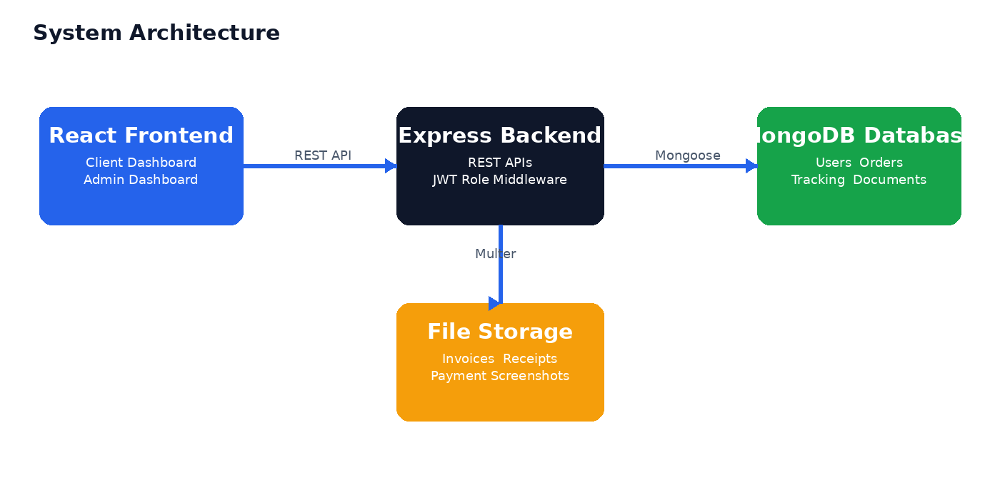 System Architecture
React Frontend
Client Dashboard
Admin Dashboard
REST API
Express Backend
REST APIs
JWT Role Middleware
Mongoose
ongoDB Databas
Users  Orders
Tracking  Documents
Multer
File Storage
Invoices  Receipts
Payment Screenshots